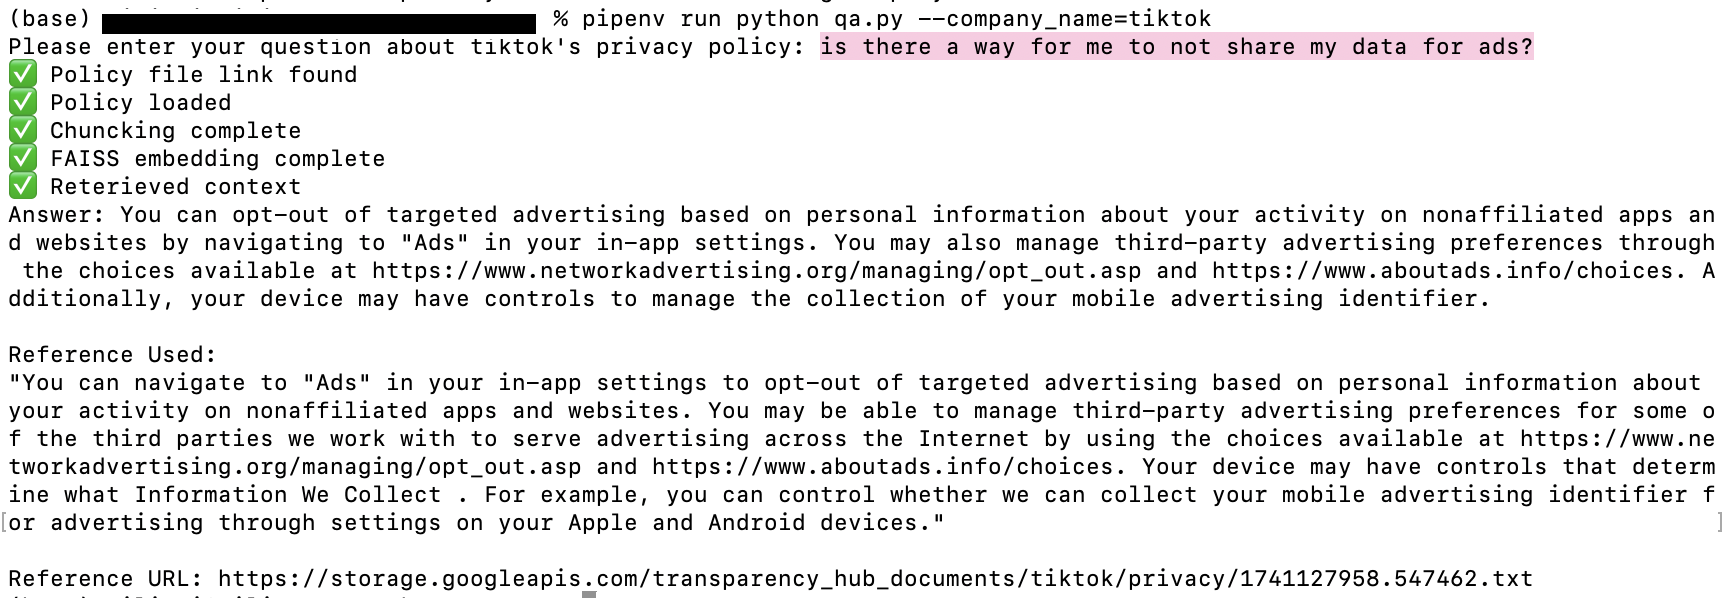 (base) % pipenv run python qa.py --company_name=tiktok
Please enter your question about tiktok's privacy policy: is there a way for me to not share my data for ads?
✅ Policy file link found
✅ Policy loaded
✅ Chuncking complete
✅ FAISS embedding complete
✅ Reterieved context
Answer: You can opt-out of targeted advertising based on personal information about your activity on nonaffiliated apps an
d websites by navigating to "Ads" in your in-app settings. You may also manage third-party advertising preferences through
 the choices available at https://www.networkadvertising.org/managing/opt_out.asp and https://www.aboutads.info/choices. A
dditionally, your device may have controls to manage the collection of your mobile advertising identifier.

Reference Used:
"You can navigate to "Ads" in your in-app settings to opt-out of targeted advertising based on personal information about
your activity on nonaffiliated apps and websites. You may be able to manage third-party advertising preferences for some o
f the third parties we work with to serve advertising across the Internet by using the choices available at https://www.ne
tworkadvertising.org/managing/opt_out.asp and https://www.aboutads.info/choices. Your device may have controls that determ
ine what Information We Collect . For example, you can control whether we can collect your mobile advertising identifier f
[or advertising through settings on your Apple and Android devices." ]

Reference URL: https://storage.googleapis.com/transparency_hub_documents/tiktok/privacy/1741127958.547462.txt